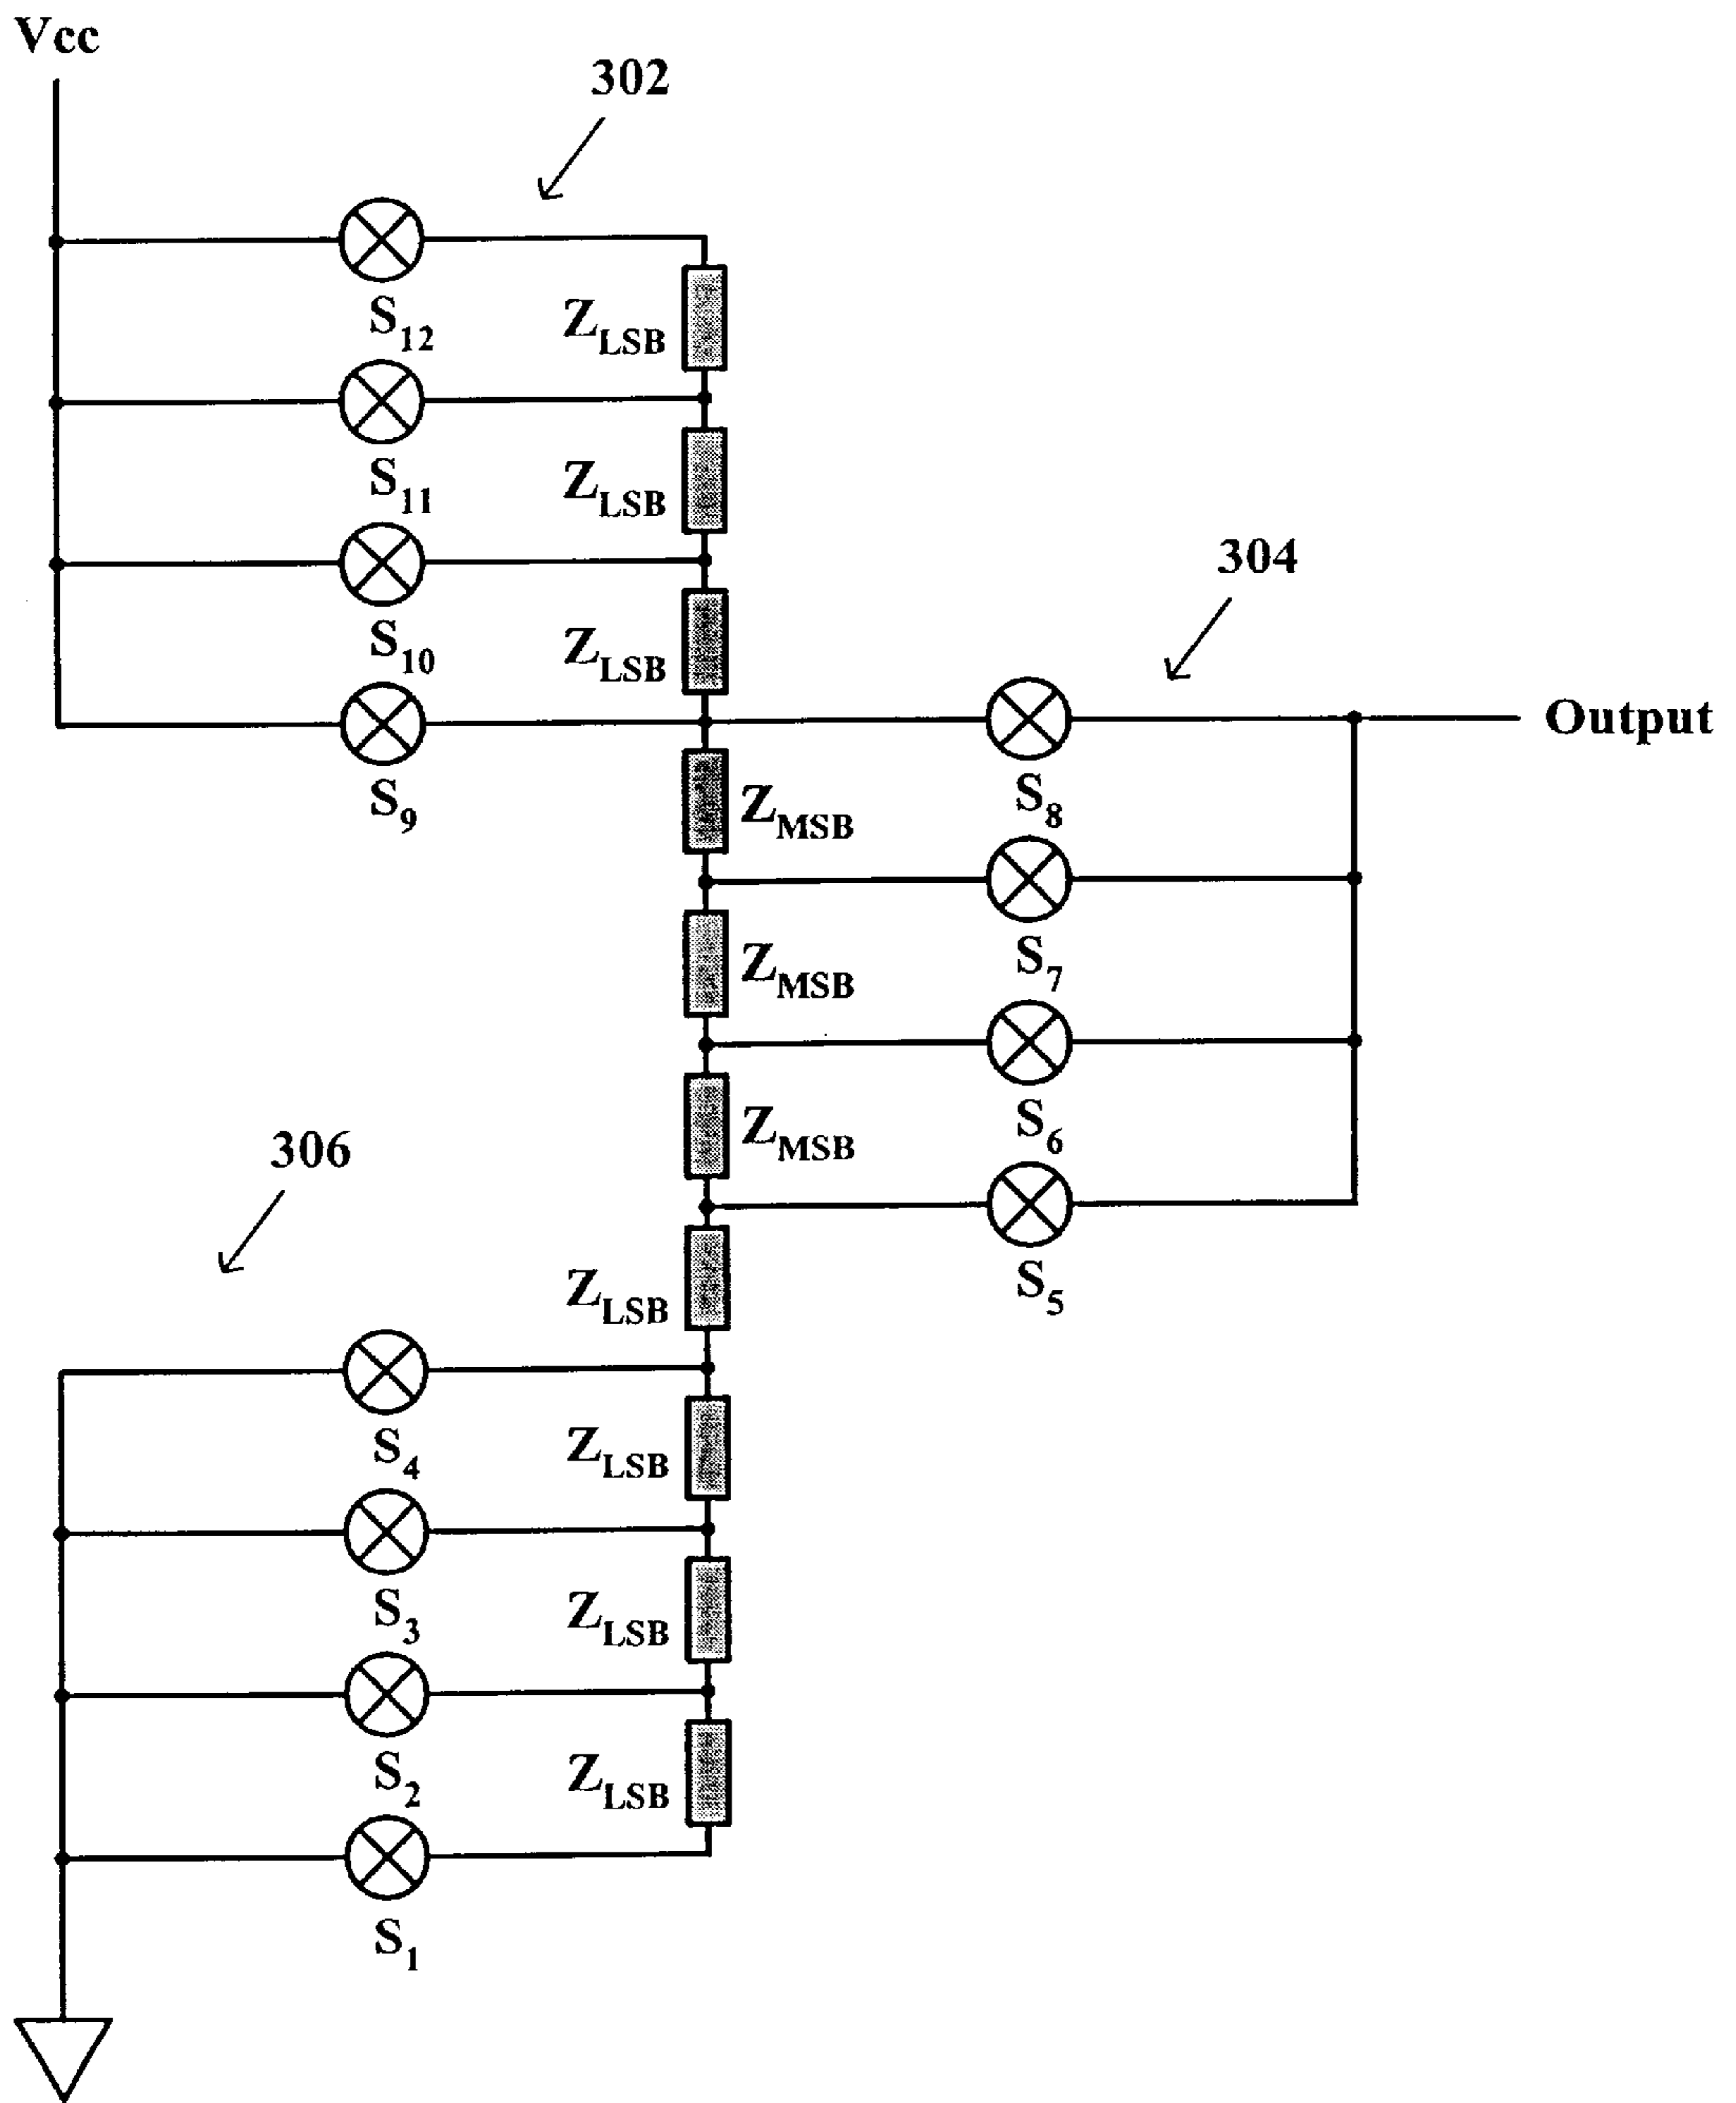 Vcc
302
S12
ZLSB
S11
ZLSB
S10
ZLSB
304
S9
S8
Output
ZMSB
S7
ZMSB
S6
ZMSB
306
S5
ZLSB
S4
ZLSB
S3
ZLSB
S2
ZLSB
S1